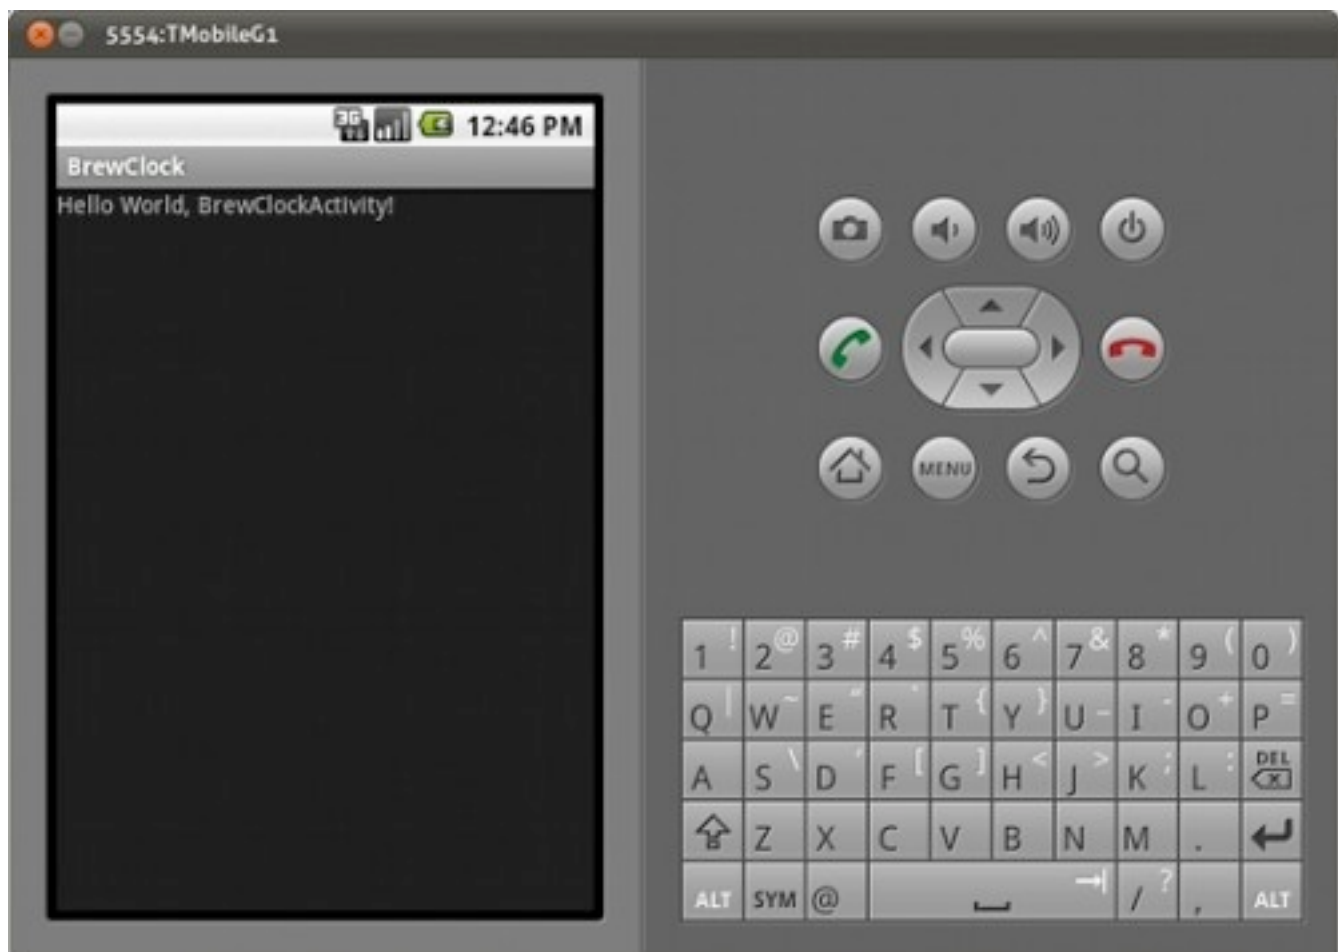 5554:TMobileG1
3G 12:46 PM
BrewClock
Hello World, BrewClockActivity!
MENU
1 ! 2 @ 3 # 4 $ 5 % 6 ^ 7 & 8 * 9 ( 0 )
Q | W ~ E " R ` T { Y } U _ I - O + P =
A S \ D ' F [ G ] H < J > K ; L : DEL
Z X C V B N M .
ALT SYM @ / ? , ALT